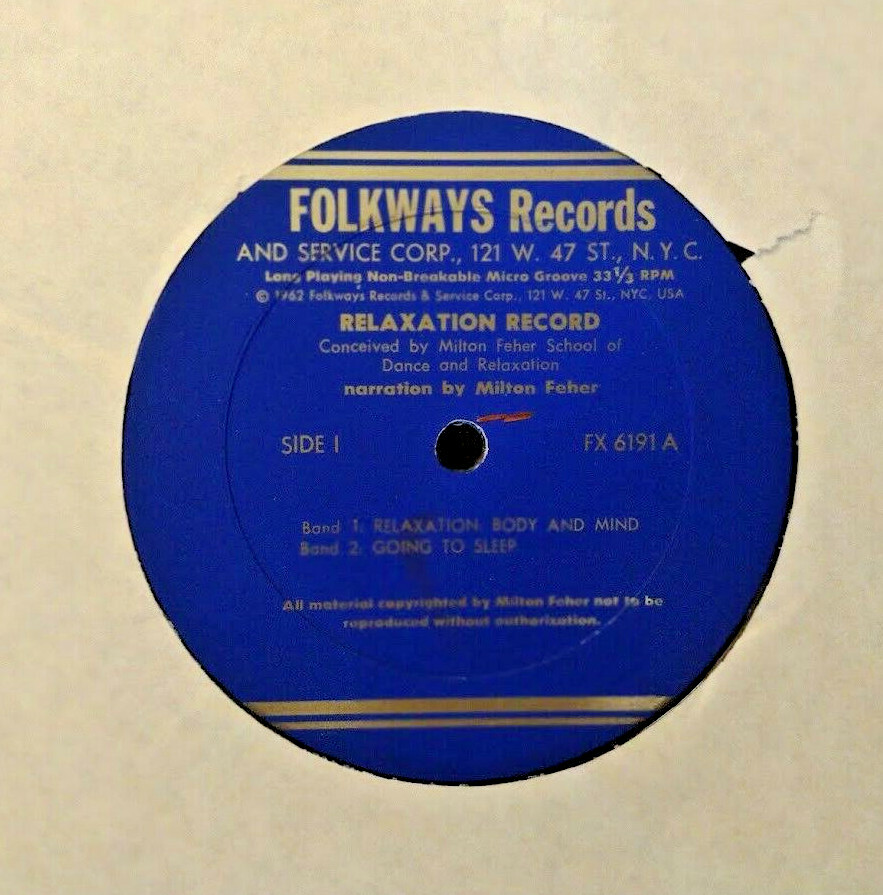 FOLKWAYS Records
AND SERVICE CORP., 121 W. 47 ST., N.Y.C.
Long Playing Non-Breakable Micro Groove 33 1/3 RPM
© 1962 Folkways Records & Service Corp., 121 W. 47 St., NYC, USA
RELAXATION RECORD
Conceived by Milton Feher School of
Dance and Relaxation
narration by Milton Feher
SIDE I FX 6191 A
Band 1. RELAXATION: BODY AND MIND
Band 2. GOING TO SLEEP
All material copyrighted by Milton Feher not to be
reproduced without authorization.